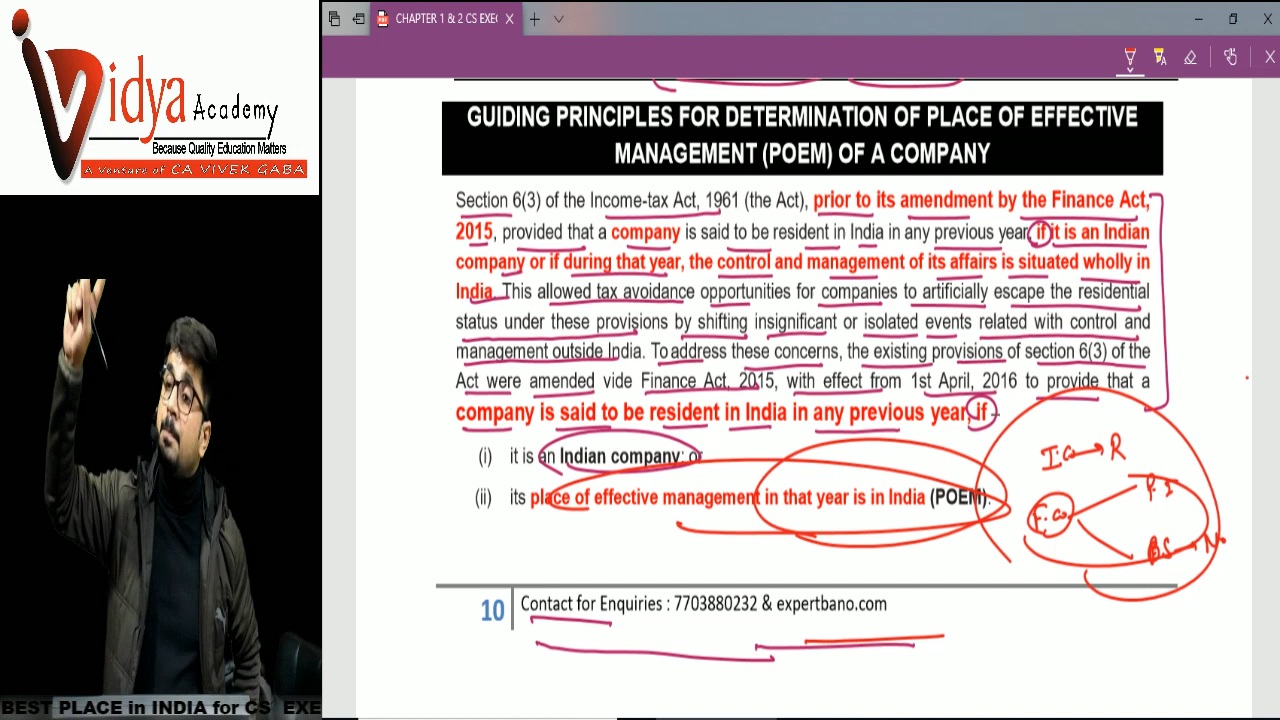 Vidya
Academy
Because Quality Education Matters
A Venture of CA VIVEK GABA
CHAPTER 1 & 2 CS EXEC
GUIDING PRINCIPLES FOR DETERMINATION OF PLACE OF EFFECTIVE
MANAGEMENT (POEM) OF A COMPANY
Section 6(3) of the Income-tax Act, 1961 (the Act), prior to its amendment by the Finance Act,
2015, provided that a company is said to be resident in India in any previous year, if it is an Indian
company or if during that year, the control and management of its affairs is situated wholly in
India. This allowed tax avoidance opportunities for companies to artificially escape the residential
status under these provisions by shifting insignificant or isolated events related with control and
management outside India. To address these concerns, the existing provisions of section 6(3) of the
Act were amended vide Finance Act, 2015, with effect from 1st April, 2016 to provide that a
company is said to be resident in India in any previous year, if -
(i) it is an Indian company; or
(ii) its place of effective management in that year is in India (POEM).
I.Co → R
F.Co
10 Contact for Enquiries : 7703880232 & expertbano.com
BEST PLACE in INDIA for CS EXE